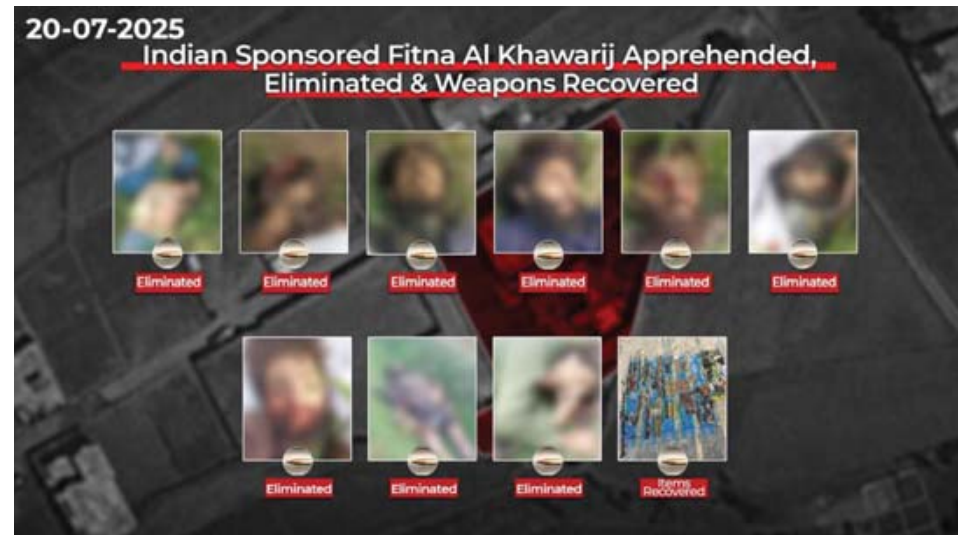 20-07-2025
Indian Sponsored Fitna Al Khawarij Apprehended,
Eliminated & Weapons Recovered
Eliminated
Eliminated
Eliminated
Eliminated
Eliminated
Eliminated
Eliminated
Eliminated
Eliminated
Items
Recovered